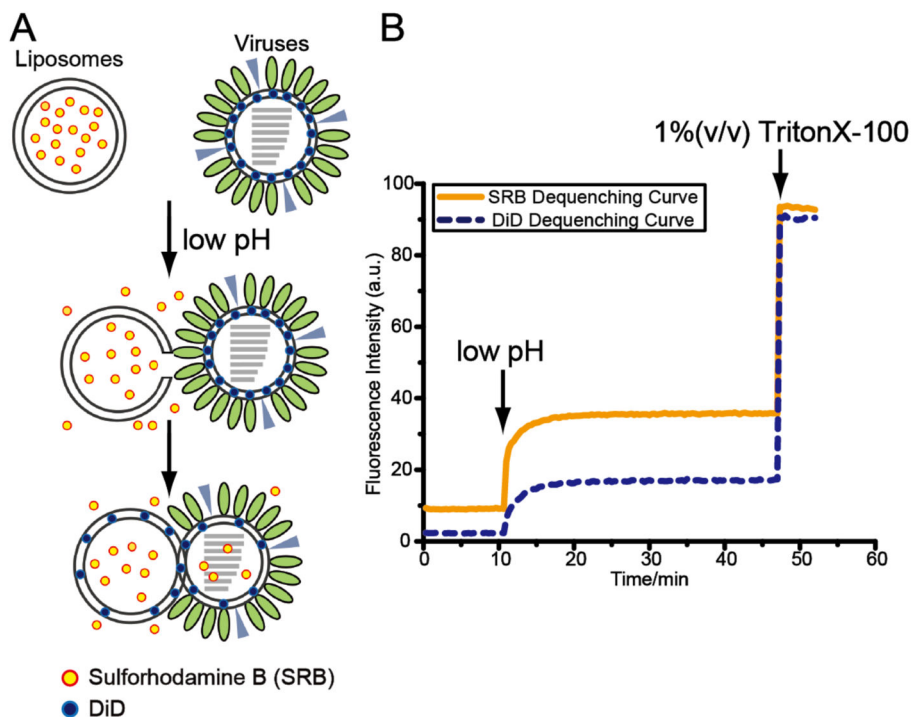 A
Liposomes
Viruses
low pH
Sulforhodamine B (SRB)
DiD
B
1%(v/v) TritonX-100
SRB Dequenching Curve
DiD Dequenching Curve
low pH
Fluorescence Intensity (a.u.)
100
80
60
40
20
0
0 10 20 30 40 50 60
Time/min